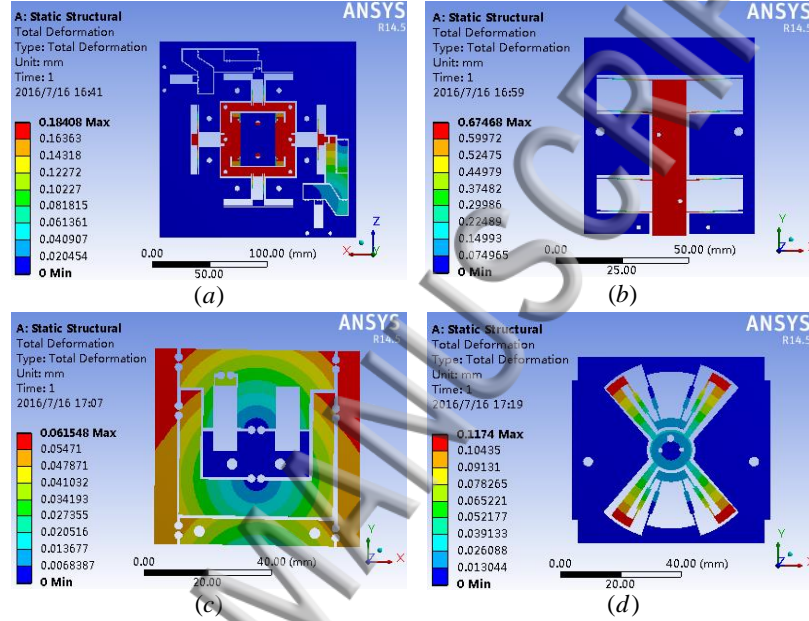 A: Static Structural
Total Deformation
Type: Total Deformation
Unit: mm
Time: 1
2016/7/16 16:41
ANSYS
R14.5
0.18408 Max
0.16363
0.14318
0.12272
0.10227
0.081815
0.061361
0.040907
0.020454
0 Min
0.00 100.00 (mm)
50.00
Z
X Y
(a)
A: Static Structural
Total Deformation
Type: Total Deformation
Unit: mm
Time: 1
2016/7/16 16:59
ANSYS
R14.5
0.67468 Max
0.59972
0.52475
0.44979
0.37482
0.29986
0.22489
0.14993
0.074965
0 Min
0.00 50.00 (mm)
25.00
Y
Z X
(b)
A: Static Structural
Total Deformation
Type: Total Deformation
Unit: mm
Time: 1
2016/7/16 17:07
ANSYS
R14.5
0.061548 Max
0.05471
0.047871
0.041032
0.034193
0.027355
0.020516
0.013677
0.0068387
0 Min
0.00 40.00 (mm)
20.00
Y
Z X
(c)
A: Static Structural
Total Deformation
Type: Total Deformation
Unit: mm
Time: 1
2016/7/16 17:19
ANSYS
R14.5
0.1174 Max
0.10435
0.09131
0.078265
0.065221
0.052177
0.039133
0.026088
0.013044
0 Min
0.00 40.00 (mm)
20.00
Y
Z X
(d)
MANUSCRIP